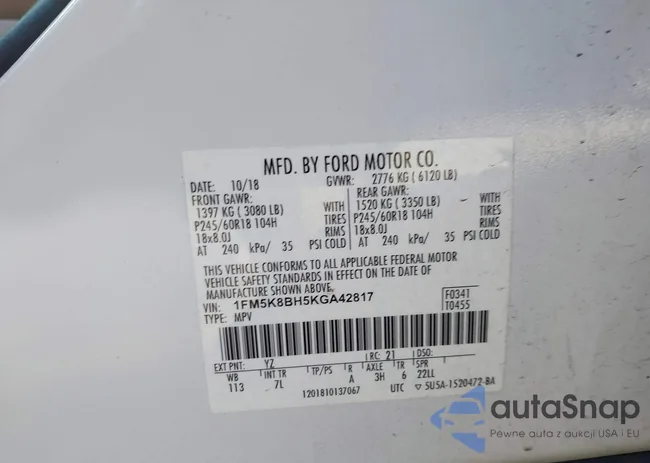 MFD. BY FORD MOTOR CO.
DATE: 10/18 GVWR: 2776 KG ( 6120 LB)
FRONT GAWR: REAR GAWR:
1397 KG ( 3080 LB) WITH 1520 KG ( 3350 LB) WITH
P245/60R18 104H TIRES P245/60R18 104H TIRES
18x8.0J RIMS 18x8.0J RIMS
AT 240 kPa/ 35 PSI COLD AT 240 kPa/ 35 PSI COLD
THIS VEHICLE CONFORMS TO ALL APPLICABLE FEDERAL MOTOR
VEHICLE SAFETY STANDARDS IN EFFECT ON THE DATE OF
MANUFACTURE SHOWN ABOVE.
VIN: 1FM5K8BH5KGA42817 F0341
TYPE: MPV T0455
EXT PNT: YZ RC: 21 DSO:
WB INT TR TP/PS R AXLE TR SPR
113 7L A 3H 6 22LL
1201810137067 UTC 5U5A-1520472-BA
autaSnap
Pewne auta z aukcji USA i EU